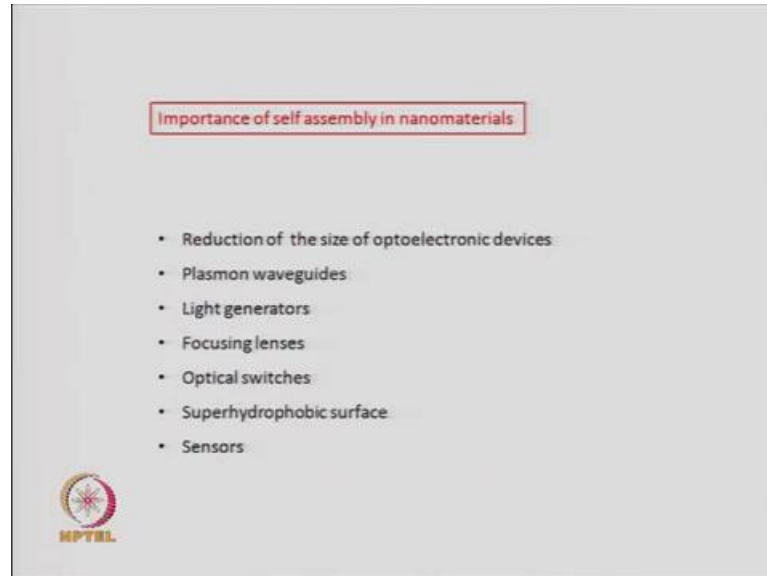 Importance of self assembly in nanomaterials
• Reduction of the size of optoelectronic devices
• Plasmon waveguides
• Light generators
• Focusing lenses
• Optical switches
• Superhydrophobic surface
• Sensors
NPTEL